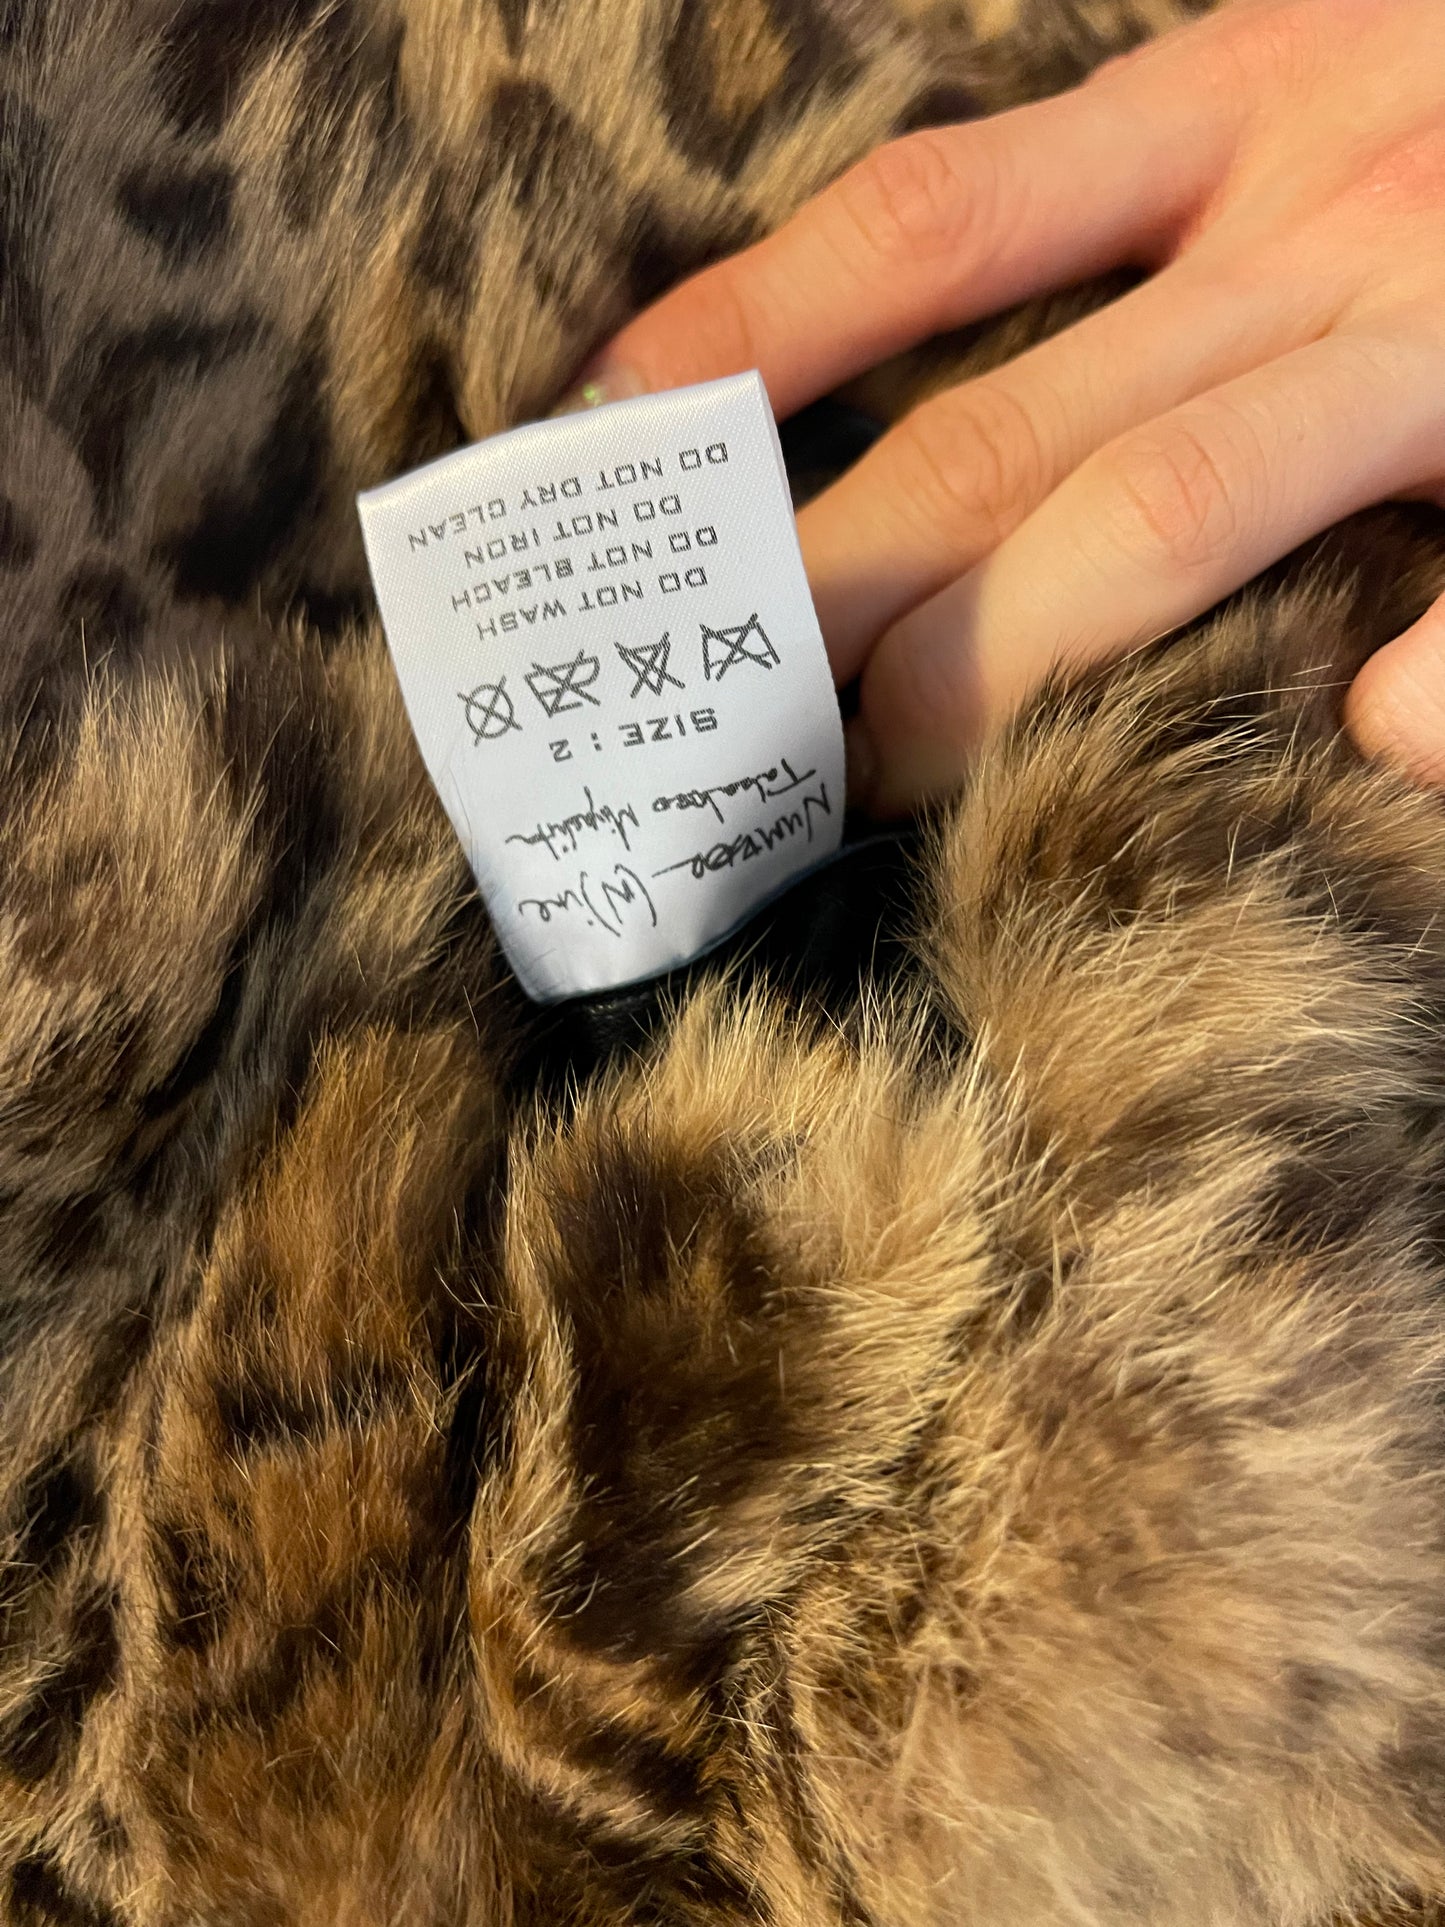 NUMBER (N)ine
Takahiro Miyashita
SIZE : 2
DO NOT WASH
DO NOT BLEACH
DO NOT IRON
DO NOT DRY CLEAN